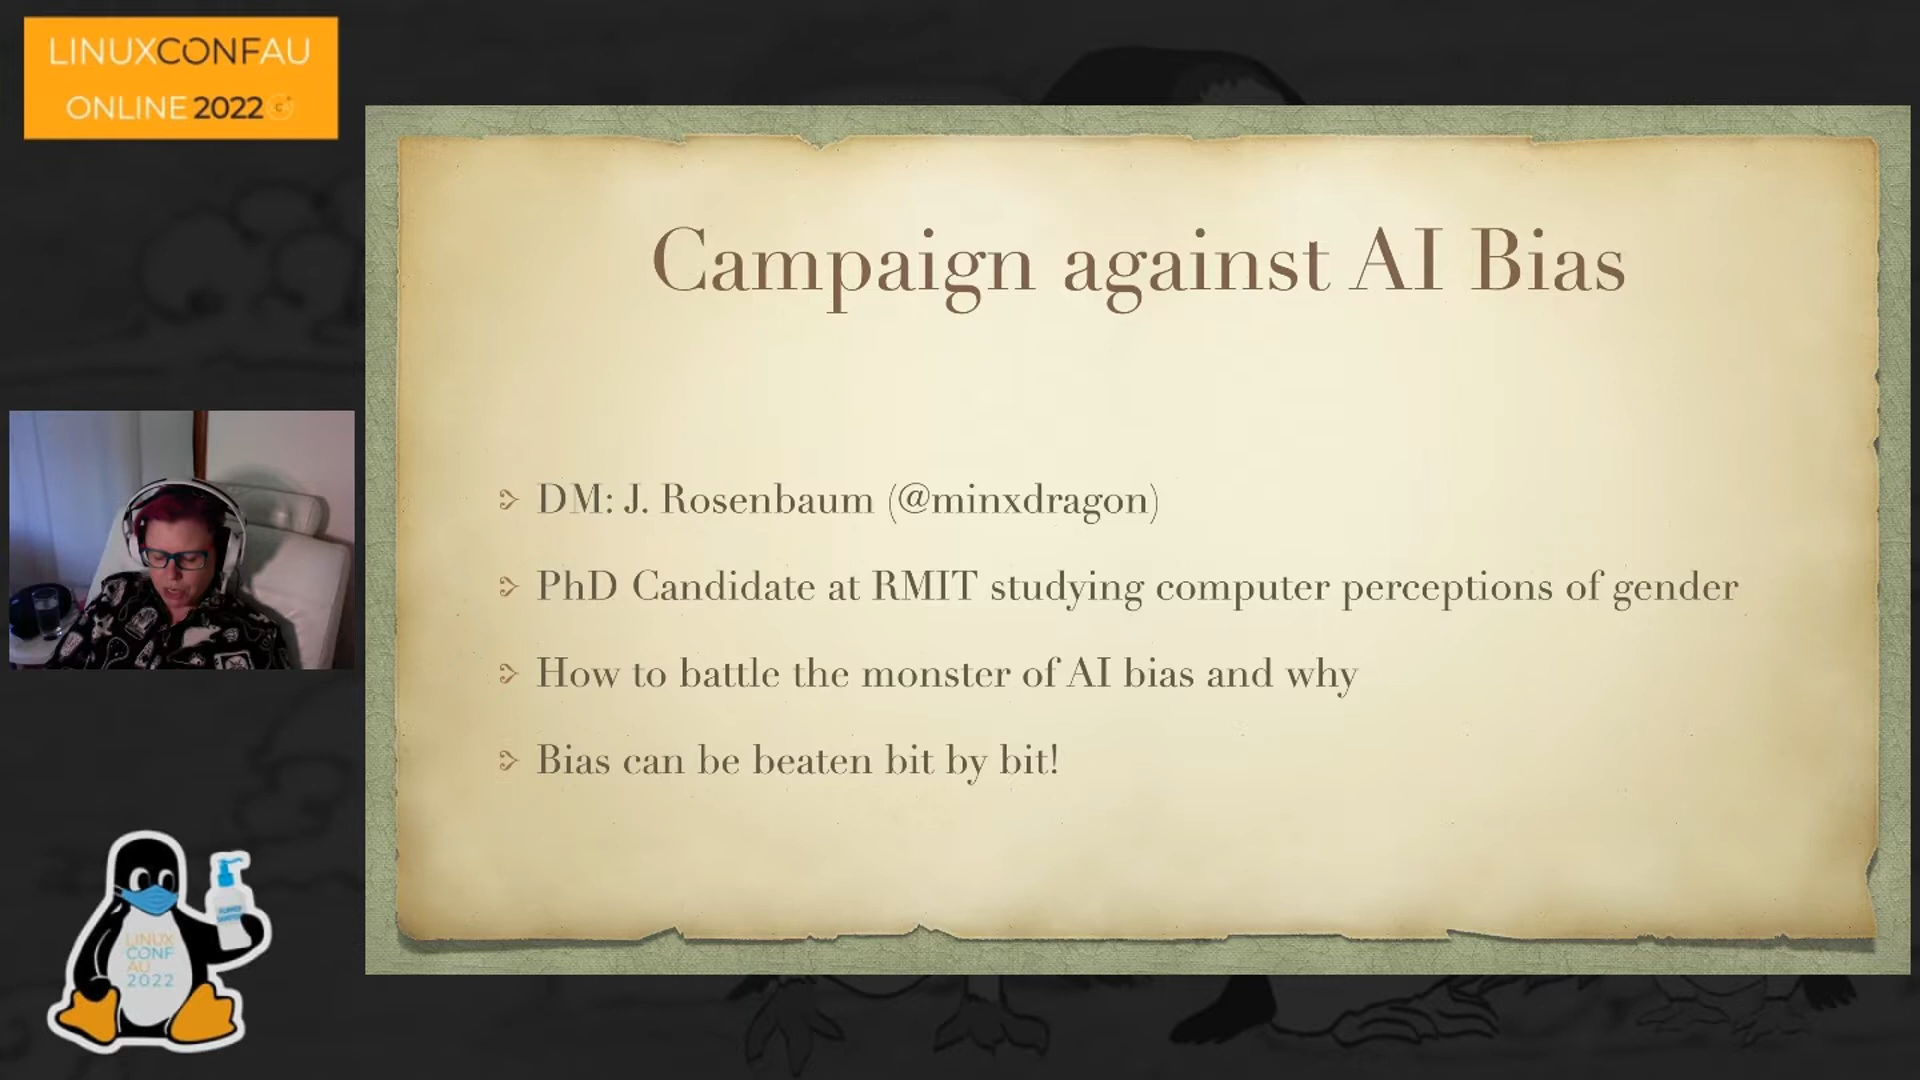 LINUXCONFAU
ONLINE 2022
Campaign against AI Bias
DM: J. Rosenbaum (@minxdragon)
PhD Candidate at RMIT studying computer perceptions of gender
How to battle the monster of AI bias and why
Bias can be beaten bit by bit!
LINUX
CONF
AU
2022